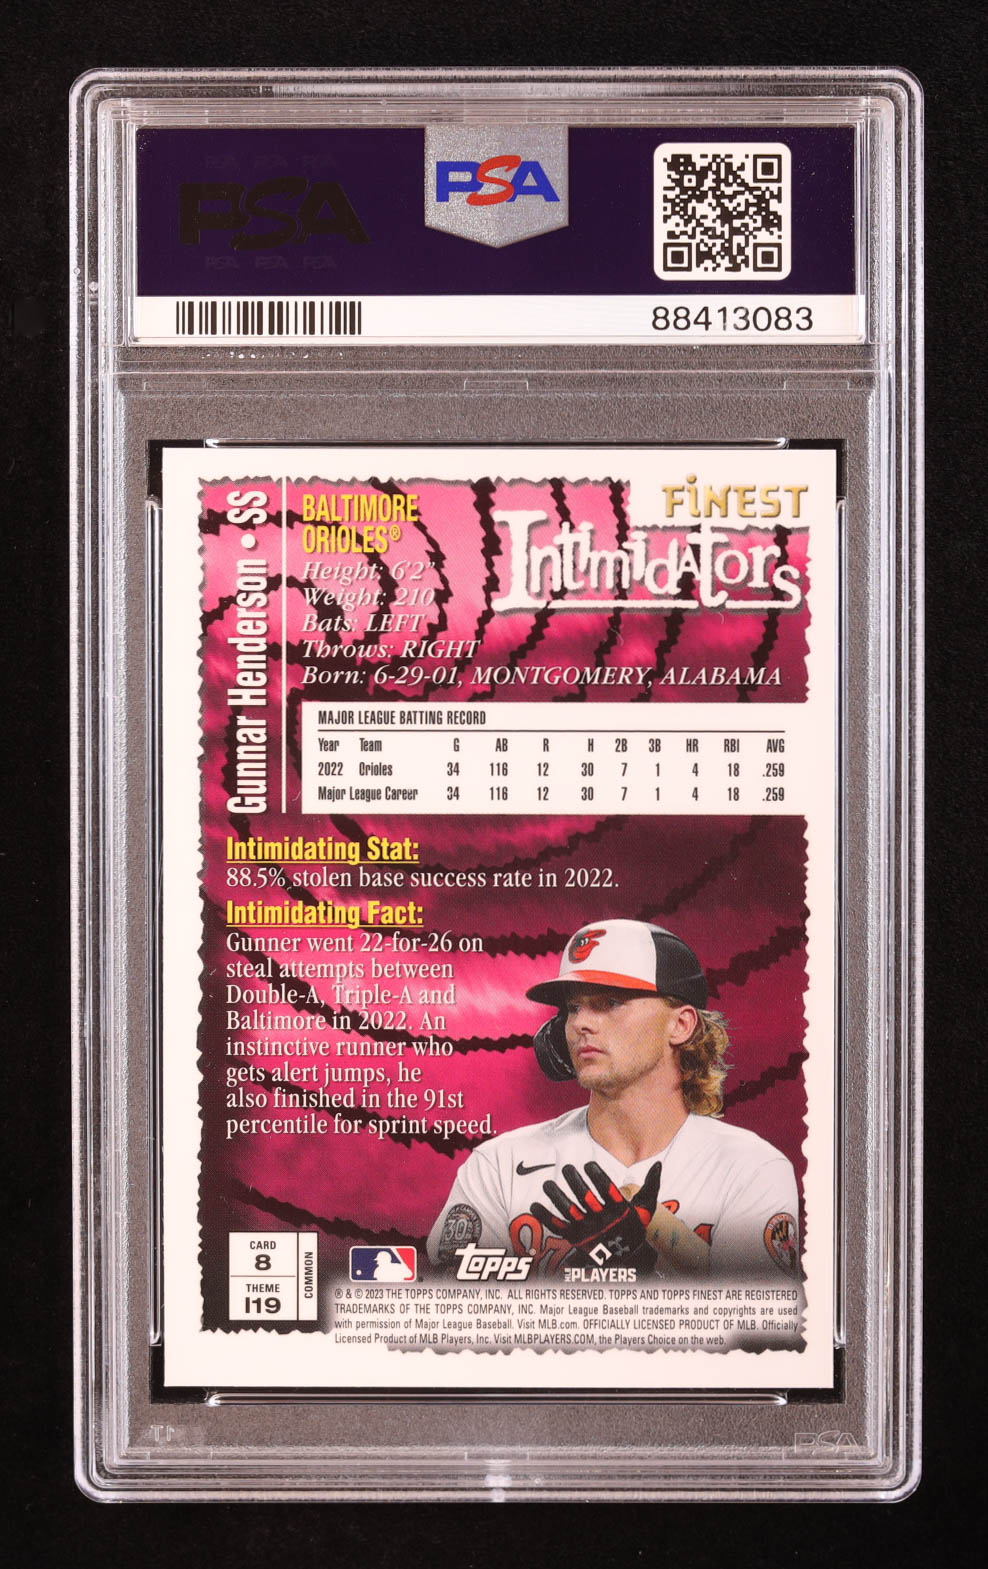 PSA PSA PSA
PSA
PSA PSA PSA
PSA
88413083
Gunnar Henderson • SS
BALTIMORE
ORIOLES®
FINEST
Intimidators
Height: 6'2"
Weight: 210
Bats: LEFT
Throws: RIGHT
Born: 6-29-01, MONTGOMERY, ALABAMA
MAJOR LEAGUE BATTING RECORD
Year Team G AB R H 2B 3B HR RBI AVG
2022 Orioles 34 116 12 30 7 1 4 18 .259
Major League Career 34 116 12 30 7 1 4 18 .259
Intimidating Stat:
88.5% stolen base success rate in 2022.
Intimidating Fact:
Gunner went 22-for-26 on
steal attempts between
Double-A, Triple-A and
Baltimore in 2022. An
instinctive runner who
gets alert jumps, he
also finished in the 91st
percentile for sprint speed.
CARD
8
THEME
I19
COMMON
Topps
MLB PLAYERS
® & © 2023 THE TOPPS COMPANY, INC. ALL RIGHTS RESERVED. TOPPS AND TOPPS FINEST ARE REGISTERED
TRADEMARKS OF THE TOPPS COMPANY, INC. Major League Baseball trademarks and copyrights are used
with permission of Major League Baseball. Visit MLB.com. OFFICIALLY LICENSED PRODUCT OF MLB. Officially
Licensed Product of MLB Players, Inc. Visit MLBPLAYERS.COM, the Players Choice on the web.
PSA